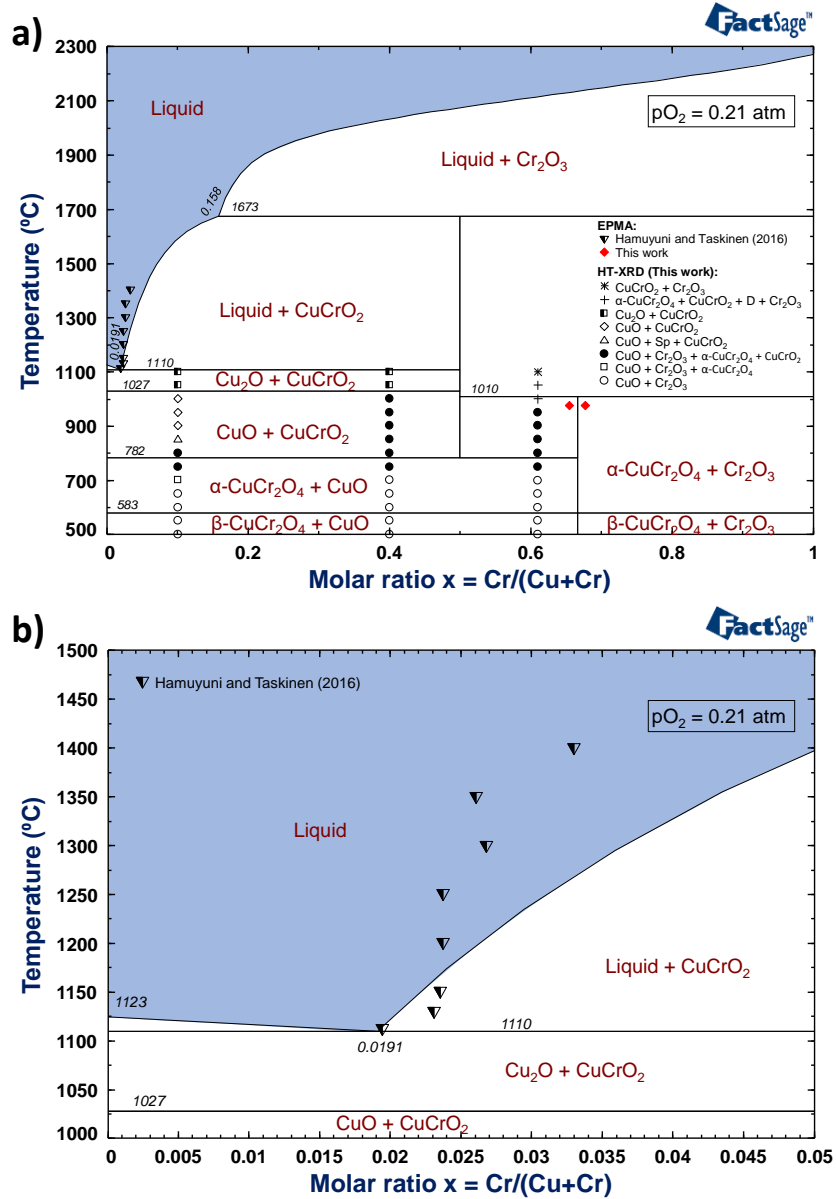 FactSage™
a)
2300
2100
1900
1700
1500
1300
1100
900
700
500
Temperature (ºC)
Liquid
pO₂ = 0.21 atm
Liquid + Cr₂O₃
0.158
1673
EPMA:
Hamuyuni and Taskinen (2016)
This work
HT-XRD (This work):
CuCrO₂ + Cr₂O₃
α-CuCr₂O₄ + CuCrO₂ + D + Cr₂O₃
Cu₂O + CuCrO₂
CuO + CuCrO₂
CuO + Sp + CuCrO₂
CuO + Cr₂O₃ + α-CuCr₂O₄ + CuCrO₂
CuO + Cr₂O₃ + α-CuCr₂O₄
CuO + Cr₂O₃
Liquid + CuCrO₂
0.0191
1110
1027
Cu₂O + CuCrO₂
1010
CuO + CuCrO₂
782
α-CuCr₂O₄ + CuO
α-CuCr₂O₄ + Cr₂O₃
583
β-CuCr₂O₄ + CuO
β-CuCr₂O₄ + Cr₂O₃
0 0.2 0.4 0.6 0.8 1
Molar ratio x = Cr/(Cu+Cr)
FactSage™
b)
1500
1450
1400
1350
1300
1250
1200
1150
1100
1050
1000
Temperature (ºC)
Hamuyuni and Taskinen (2016)
pO₂ = 0.21 atm
Liquid
Liquid + CuCrO₂
1123
1110
0.0191
Cu₂O + CuCrO₂
1027
CuO + CuCrO₂
0 0.005 0.01 0.015 0.02 0.025 0.03 0.035 0.04 0.045 0.05
Molar ratio x = Cr/(Cu+Cr)